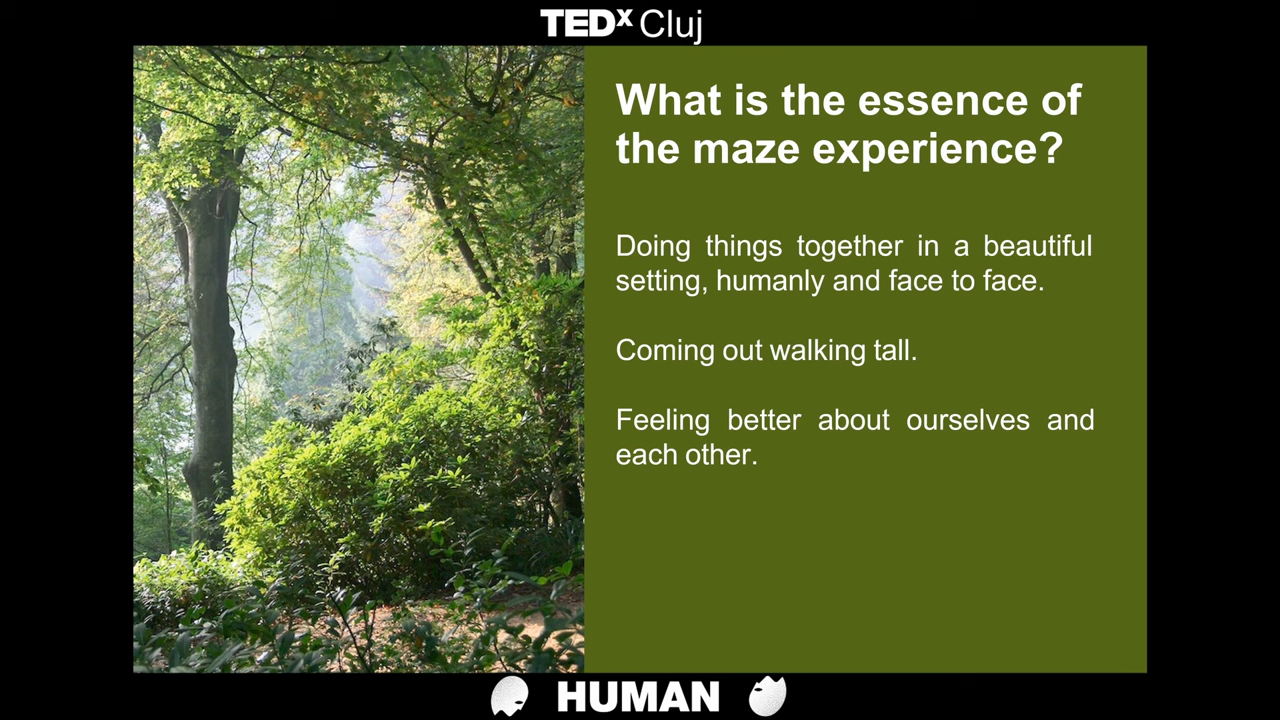 TEDx Cluj
What is the essence of
the maze experience?
Doing things together in a beautiful
setting, humanly and face to face.
Coming out walking tall.
Feeling better about ourselves and
each other.
HUMAN